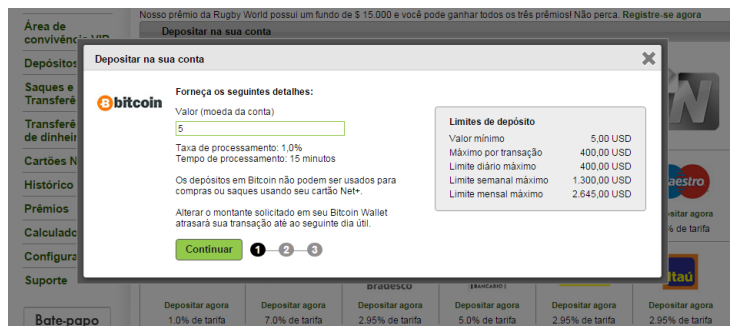 Nosso prêmio da Rugby World possui um fundo de $ 15.000 e você pode ganhar todos os três prêmios! Não perca. Registre-se agora
Área de
convivência VIP
Depositar na sua conta
Depósitos
Depositar na sua conta
Saques e
Transferê
Transferê
de dinhei
Cartões N
Histórico
Prêmios
Calculado
Configura
Suporte
Bate-papo
bitcoin
Forneça os seguintes detalhes:
Valor (moeda da conta)
5
Taxa de processamento: 1,0%
Tempo de processamento: 15 minutos
Os depósitos em Bitcoin não podem ser usados para
compras ou saques usando seu cartão Net+.
Alterar o montante solicitado em seu Bitcoin Wallet
atrasará sua transação até ao seguinte dia útil.
Continuar 1 2 3
Limites de depósito
Valor mínimo 5,00 USD
Máximo por transação 400,00 USD
Limite diário máximo 400,00 USD
Limite semanal máximo 1.300,00 USD
Limite mensal máximo 2.645,00 USD
aestro
sitar agora
% de tarifa
bradesco
BANCÁRIO
Itaú
Depositar agora Depositar agora Depositar agora Depositar agora Depositar agora Depositar agora
1.0% de tarifa 7.0% de tarifa 2.95% de tarifa 5.0% de tarifa 2.95% de tarifa 2.95% de tarifa